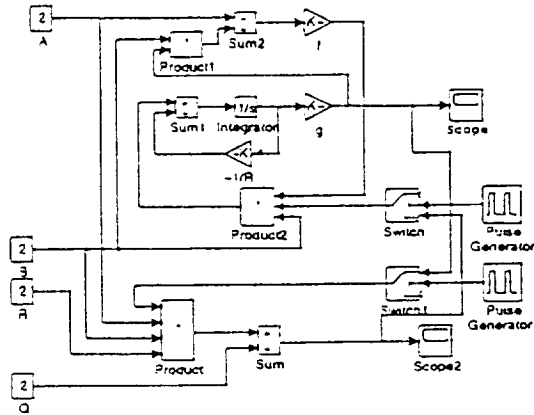 2
A
Sum2
f
Product1
Sum1
1/s
Integrator
g
Scope
-1/R
Product2
Switch
Pulse
Generator
2
B
2
R
Switch1
Pulse
Generator
Product
Sum
Scope2
2
Q